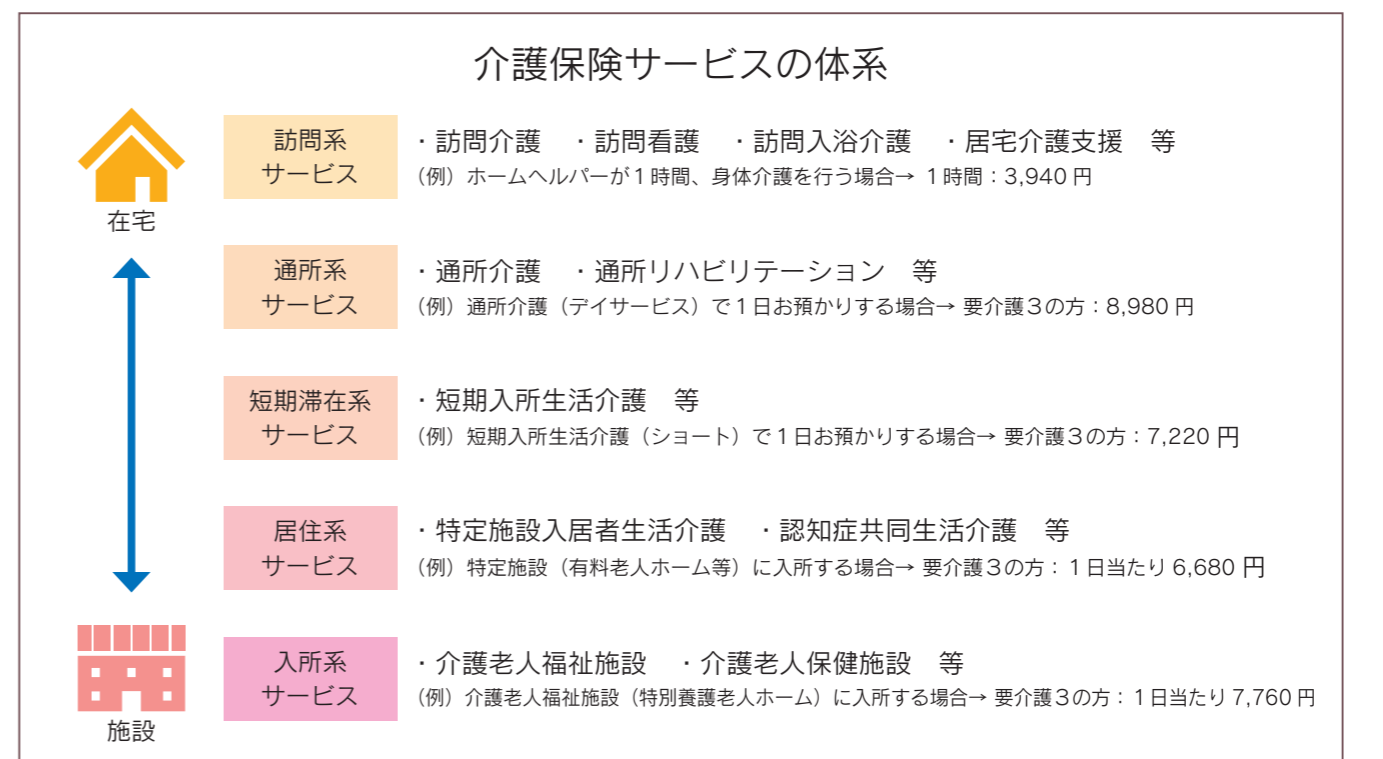 介護保険サービスの体系
在宅
訪問系
サービス
・訪問介護　・訪問看護　・訪問入浴介護　・居宅介護支援　等
（例）ホームヘルパーが１時間、身体介護を行う場合→ １時間：3,940 円
通所系
サービス
・通所介護　・通所リハビリテーション　等
（例）通所介護（デイサービス）で１日お預かりする場合→ 要介護３の方：8,980 円
短期滞在系
サービス
・短期入所生活介護　等
（例）短期入所生活介護（ショート）で１日お預かりする場合→ 要介護３の方：7,220 円
居住系
サービス
・特定施設入居者生活介護　・認知症共同生活介護　等
（例）特定施設（有料老人ホーム等）に入所する場合→ 要介護３の方：１日当たり 6,680 円
入所系
サービス
・介護老人福祉施設　・介護老人保健施設　等
（例）介護老人福祉施設（特別養護老人ホーム）に入所する場合→ 要介護３の方：１日当たり 7,760 円
施設